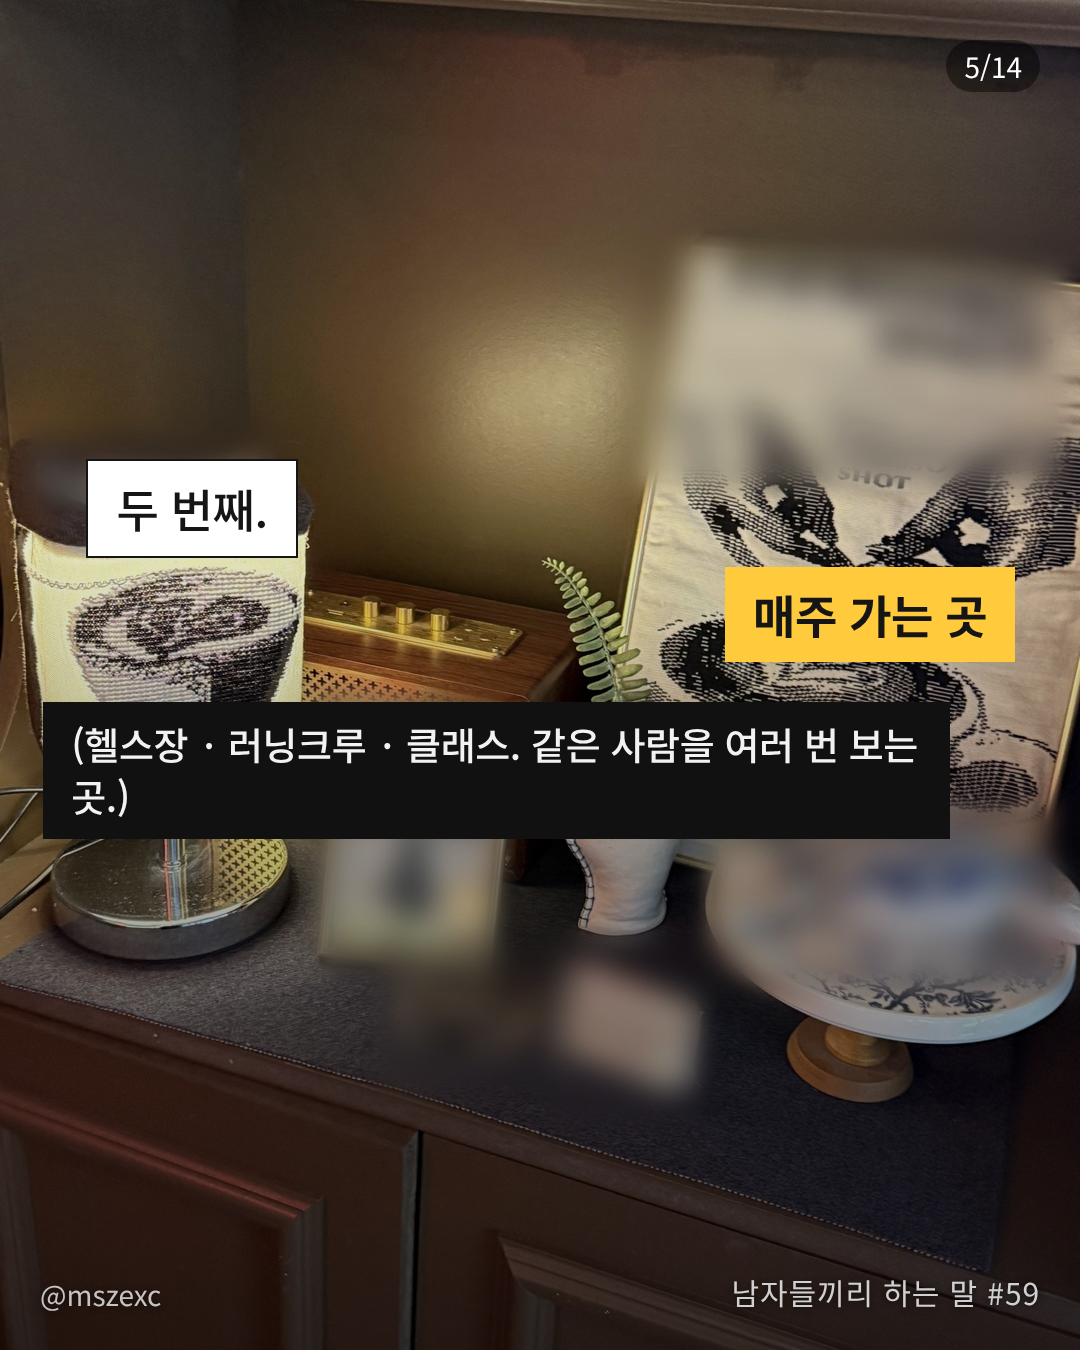 5/14
두 번째.
매주 가는 곳
(헬스장 · 러닝크루 · 클래스. 같은 사람을 여러 번 보는
곳.)
SHOT
@mszexc
남자들끼리 하는 말 #59